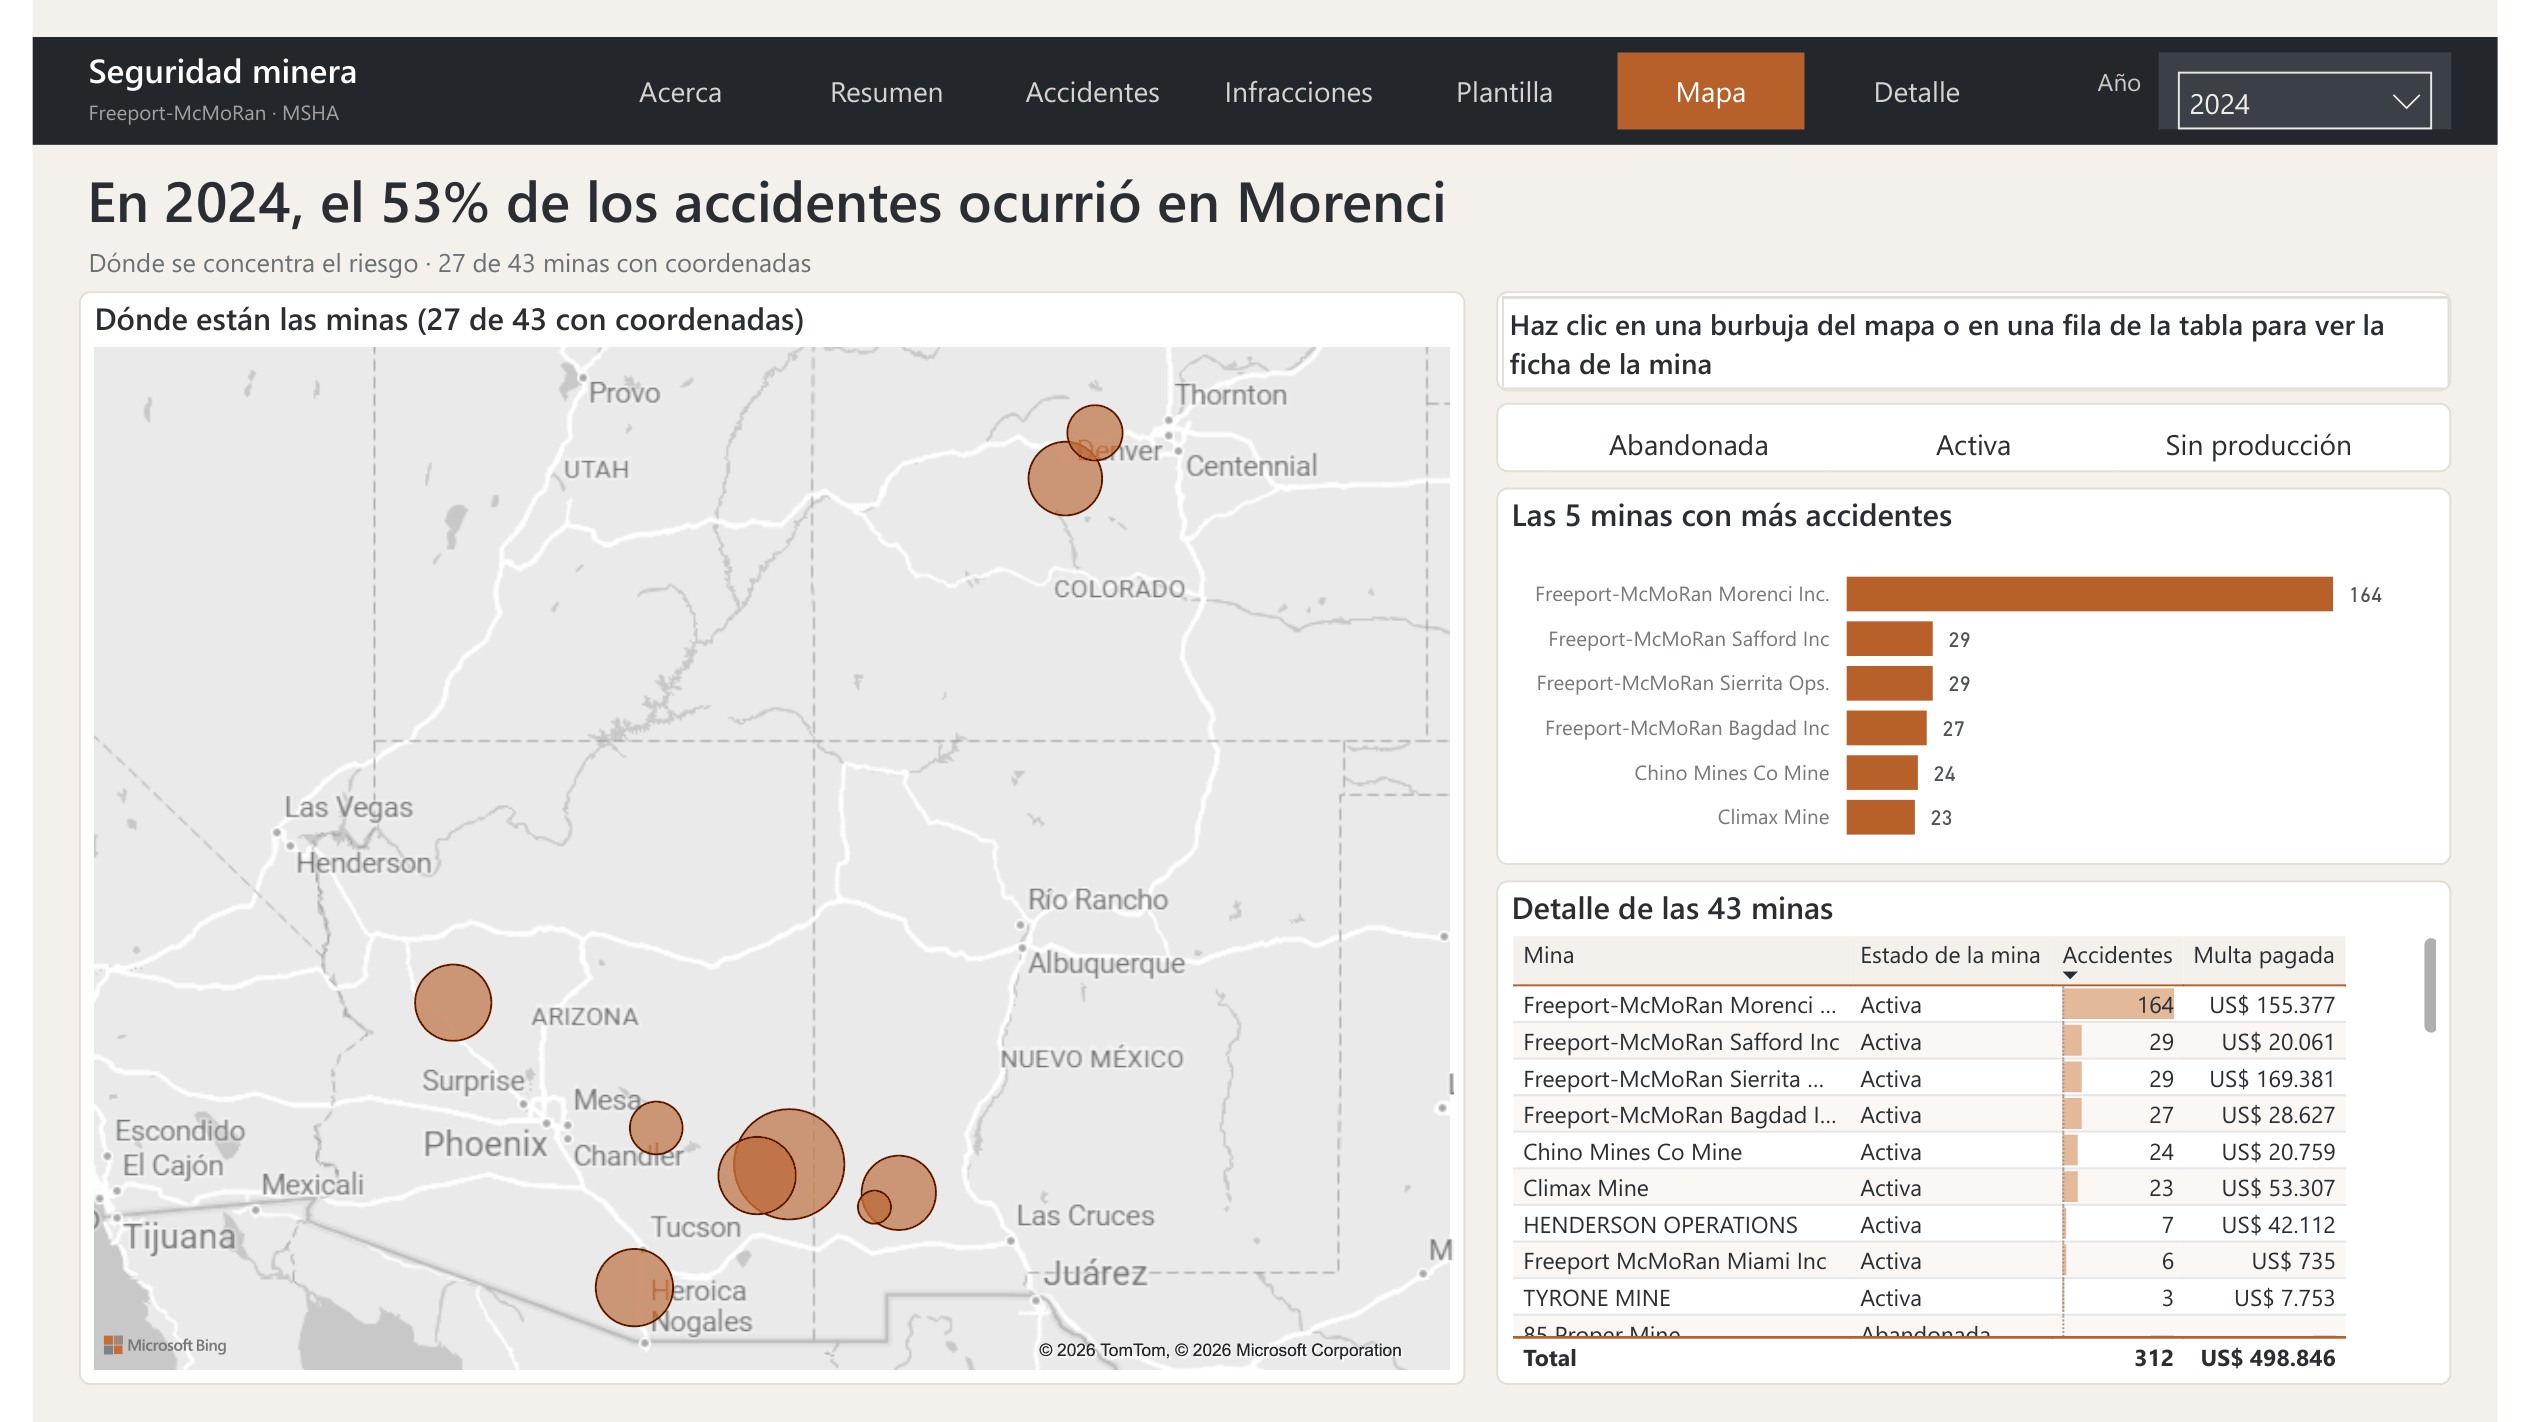 Seguridad minera
Freeport-McMoRan · MSHA
Acerca
Resumen
Accidentes
Infracciones
Plantilla
Mapa
Detalle
Año
2024
En 2024, el 53% de los accidentes ocurrió en Morenci
Dónde se concentra el riesgo · 27 de 43 minas con coordenadas
Dónde están las minas (27 de 43 con coordenadas)
Provo
Thornton
Denver
Centennial
UTAH
COLORADO
Las Vegas
Henderson
Río Rancho
Albuquerque
ARIZONA
NUEVO MÉXICO
Surprise
Mesa
Phoenix
Chandler
Escondido
El Cajón
Mexicali
Tijuana
Tucson
Las Cruces
Juárez
M
Heroica
Nogales
Microsoft Bing
© 2026 TomTom, © 2026 Microsoft Corporation
Haz clic en una burbuja del mapa o en una fila de la tabla para ver la
ficha de la mina
Abandonada
Activa
Sin producción
Las 5 minas con más accidentes
Freeport-McMoRan Morenci Inc. 164
Freeport-McMoRan Safford Inc 29
Freeport-McMoRan Sierrita Ops. 29
Freeport-McMoRan Bagdad Inc 27
Chino Mines Co Mine 24
Climax Mine 23
Detalle de las 43 minas
Mina Estado de la mina Accidentes Multa pagada
Freeport-McMoRan Morenci ... Activa 164 US$ 155.377
Freeport-McMoRan Safford Inc Activa 29 US$ 20.061
Freeport-McMoRan Sierrita ... Activa 29 US$ 169.381
Freeport-McMoRan Bagdad I... Activa 27 US$ 28.627
Chino Mines Co Mine Activa 24 US$ 20.759
Climax Mine Activa 23 US$ 53.307
HENDERSON OPERATIONS Activa 7 US$ 42.112
Freeport McMoRan Miami Inc Activa 6 US$ 735
TYRONE MINE Activa 3 US$ 7.753
85 Proper Mine Abandonada
Total 312 US$ 498.846